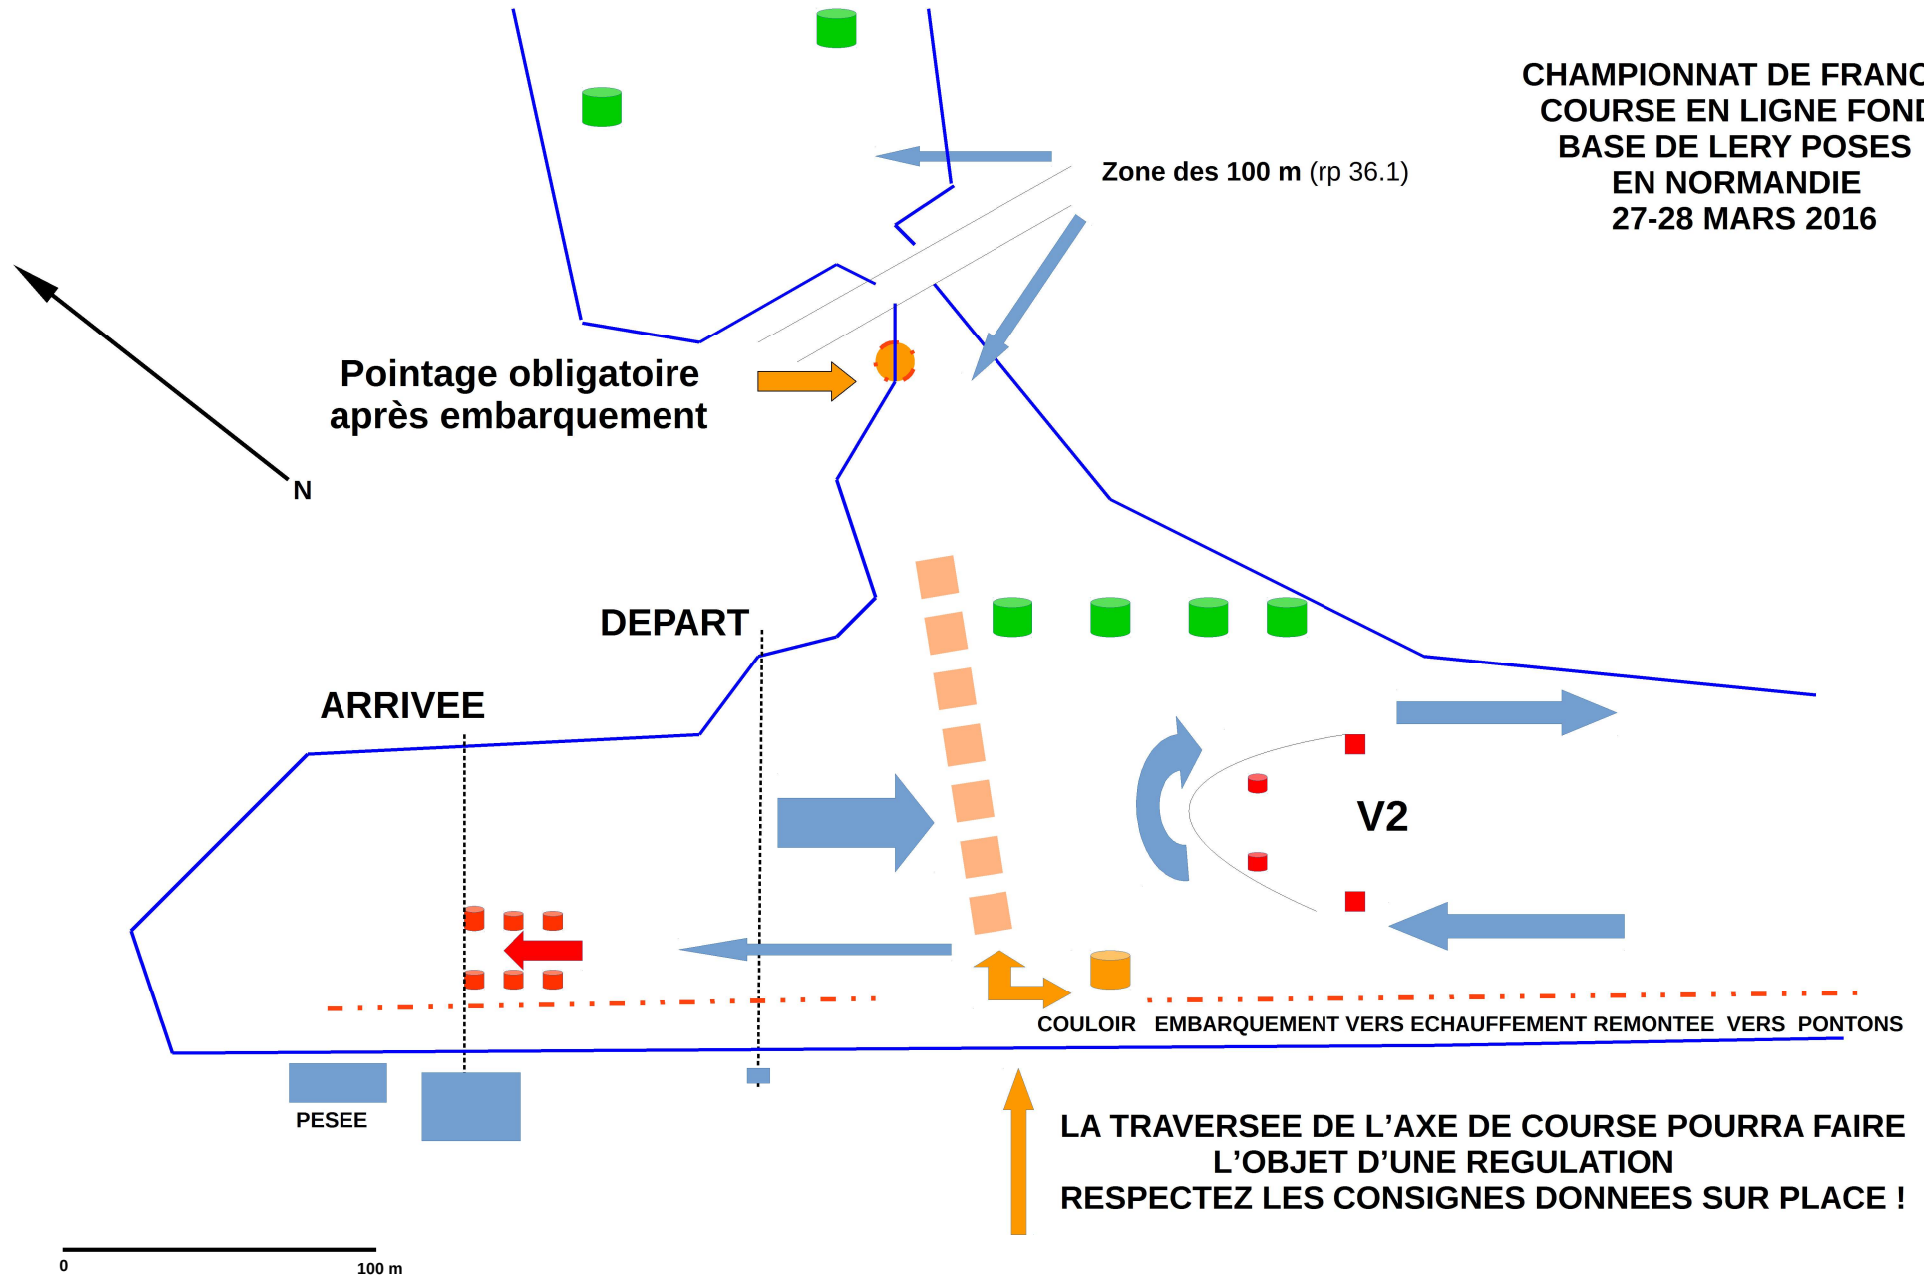 CHAMPIONNAT DE FRANC
COURSE EN LIGNE FOND
BASE DE LERY POSES
EN NORMANDIE
27-28 MARS 2016
Zone des 100 m (rp 36.1)
Pointage obligatoire
après embarquement
N
DEPART
ARRIVEE
V2
COULOIR EMBARQUEMENT VERS ECHAUFFEMENT REMONTEE VERS PONTONS
PESEE
LA TRAVERSEE DE L’AXE DE COURSE POURRA FAIRE
L’OBJET D’UNE REGULATION
RESPECTEZ LES CONSIGNES DONNEES SUR PLACE !
0
100 m